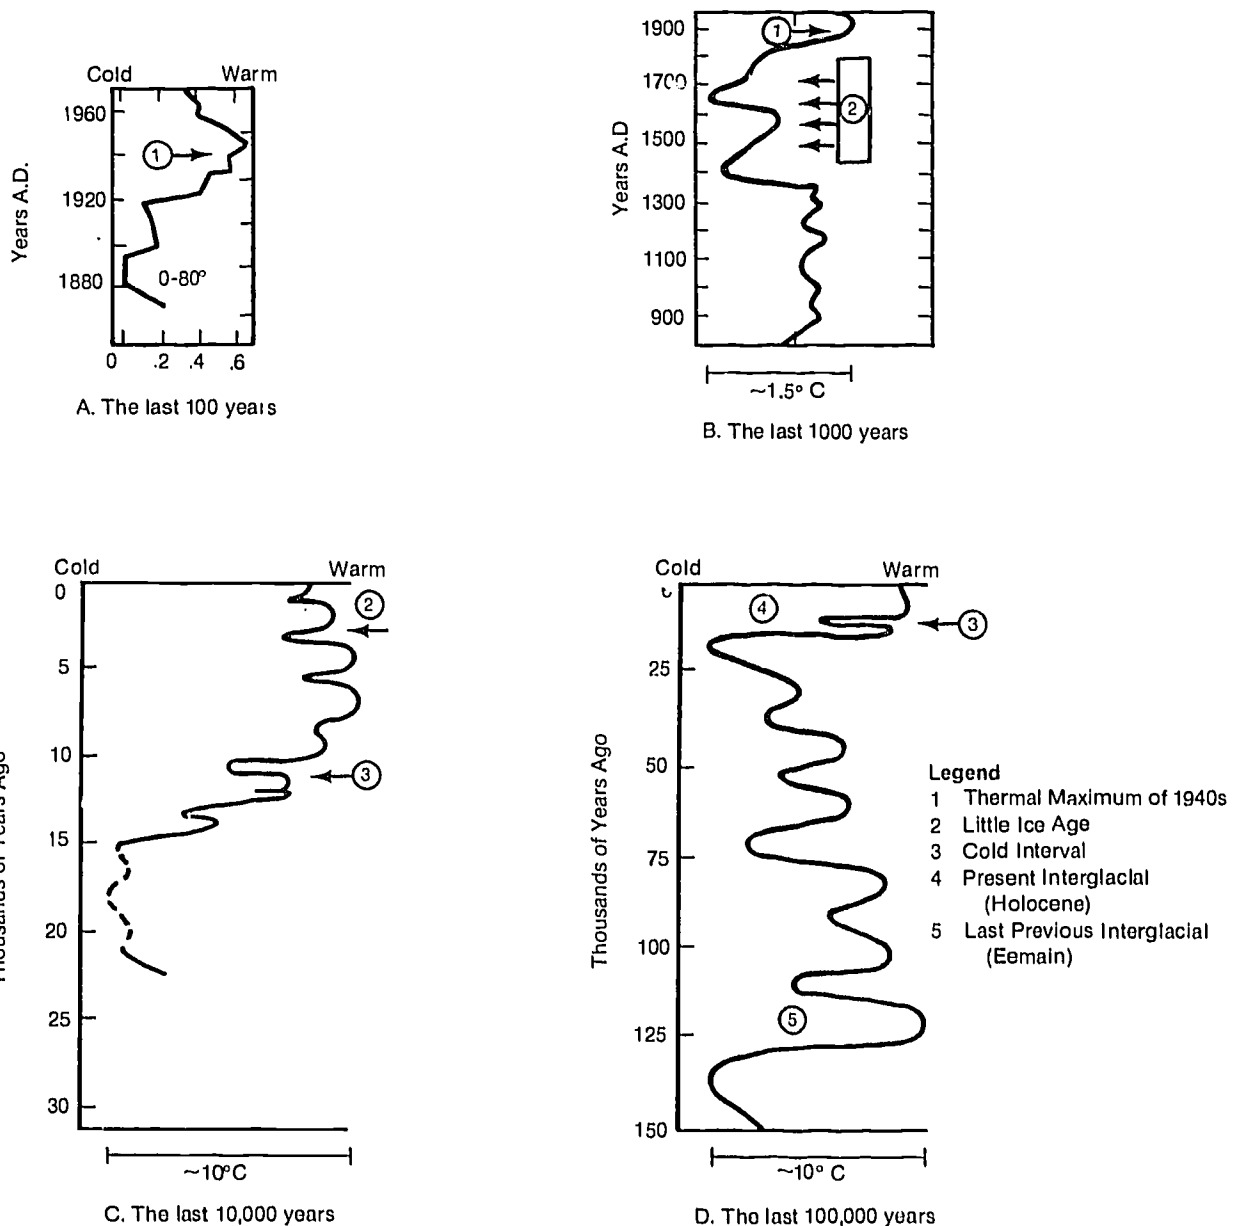 Cold Warm
Years A.D.
1960
1920
1880
1
0-80°
0 .2 .4 .6
A. The last 100 years
Years A.D
1900
1700
1500
1300
1100
900
1
2
~1.5° C
B. The last 1000 years
Cold Warm
Years Ago
0
5
10
15
20
25
30
2
3
~10°C
C. The last 10,000 years
Cold Warm
Thousands of Years Ago
25
50
75
100
125
150
4
3
5
~10° C
D. The last 100,000 years
Legend
1 Thermal Maximum of 1940s
2 Little Ice Age
3 Cold Interval
4 Present Interglacial
(Holocene)
5 Last Previous Interglacial
(Eemain)